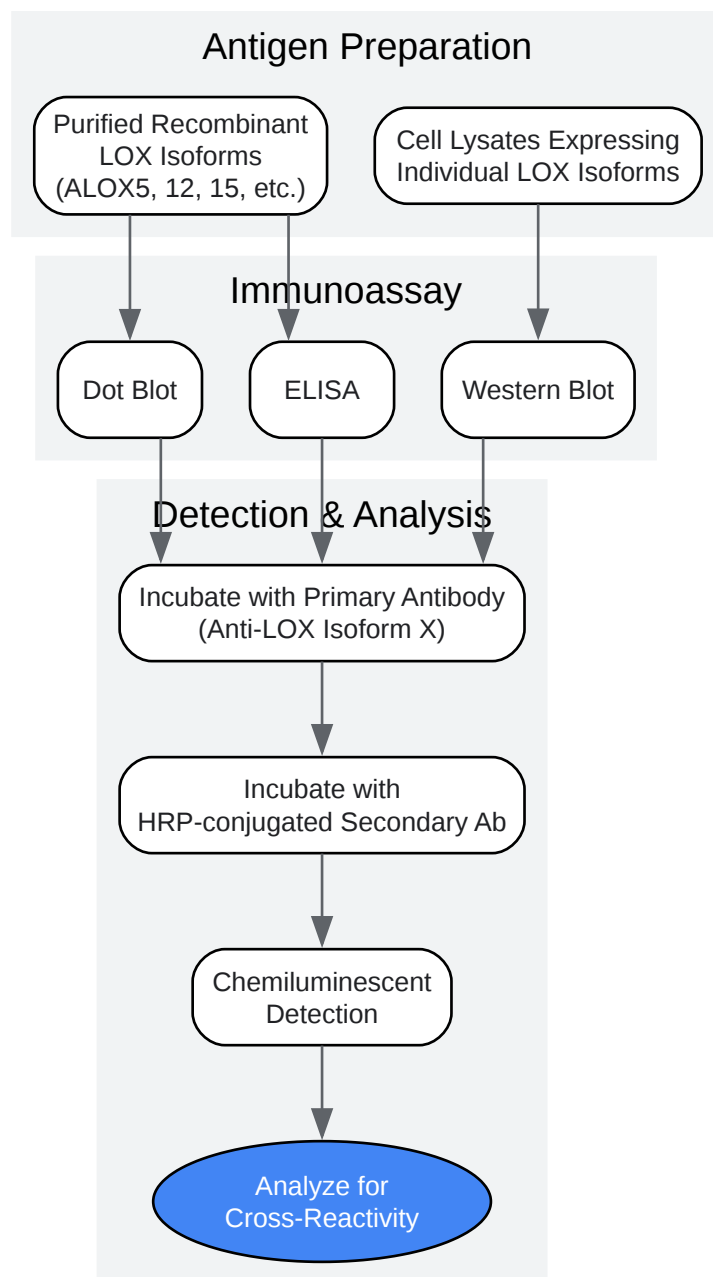 Antigen Preparation
Purified Recombinant
LOX Isoforms
(ALOX5, 12, 15, etc.)
Cell Lysates Expressing
Individual LOX Isoforms
Immunoassay
Dot Blot
ELISA
Western Blot
Detection & Analysis
Incubate with Primary Antibody
(Anti-LOX Isoform X)
Incubate with
HRP-conjugated Secondary Ab
Chemiluminescent
Detection
Analyze for
Cross-Reactivity